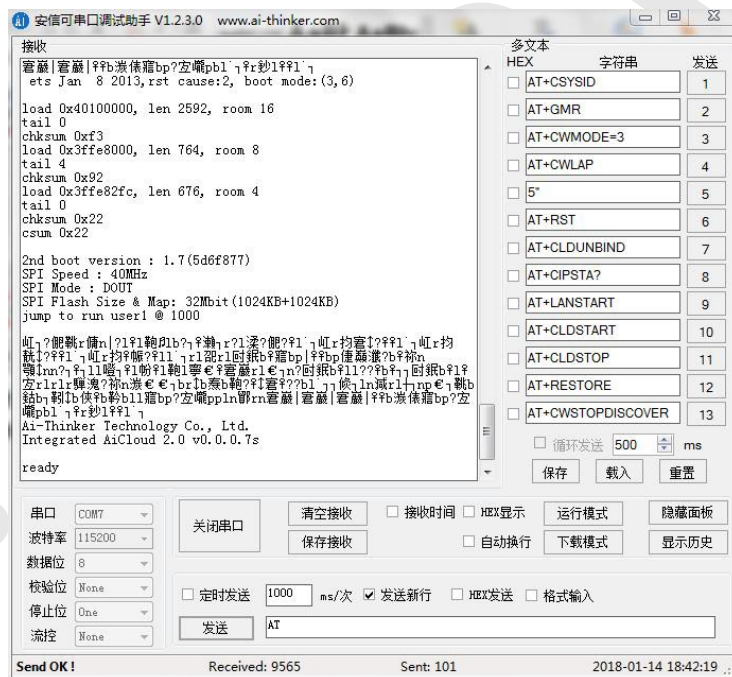 安信可串口调试助手 V1.2.3.0 www.ai-thinker.com
接收
ets Jan 8 2013,rst cause:2, boot mode:(3,6)
load 0x40100000, len 2592, room 16
tail 0
chksum 0xf3
load 0x3ffe8000, len 764, room 8
tail 4
chksum 0x92
load 0x3ffe82fc, len 676, room 4
tail 0
chksum 0x22
csum 0x22
2nd boot version : 1.7(5d6f877)
SPI Speed : 40MHz
SPI Mode : DOUT
SPI Flash Size & Map: 32Mbit(1024KB+1024KB)
jump to run user1 @ 1000
Ai-Thinker Technology Co., Ltd.
Integrated AiCloud 2.0 v0.0.0.7s
ready
多文本
HEX 字符串 发送
AT+CSYSID 1
AT+GMR 2
AT+CWMODE=3 3
AT+CWLAP 4
5" 5
AT+RST 6
AT+CLDUNBIND 7
AT+CIPSTA? 8
AT+LANSTART 9
AT+CLDSTART 10
AT+CLDSTOP 11
AT+RESTORE 12
AT+CWSTOPDISCOVER 13
循环发送 500 ms
保存 载入 重置
串口 COM7
波特率 115200
数据位 8
校验位 None
停止位 One
流控 None
关闭串口
清空接收 接收时间 HEX显示 运行模式 隐藏面板
保存接收 自动换行 下载模式 显示历史
定时发送 1000 ms/次 发送新行 HEX发送 格式输入
发送 AT
Send OK! Received: 9565 Sent: 101 2018-01-14 18:42:19